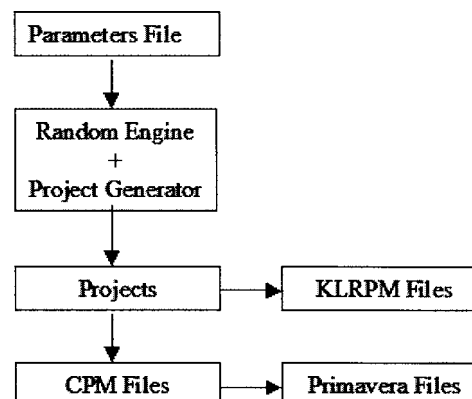 Parameters File
Random Engine
+
Project Generator
Projects
KLRPM Files
CPM Files
Primavera Files